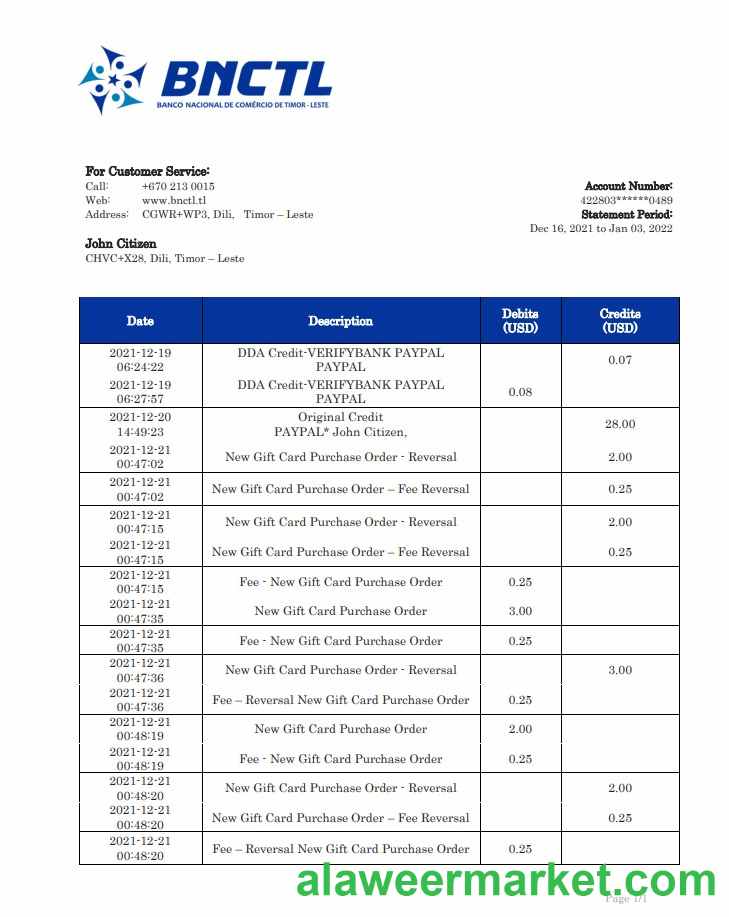 BNCTL
BANCO NACIONAL DE COMÉRCIO DE TIMOR - LESTE
For Customer Service:
Call: +670 213 0015
Web: www.bnctl.tl
Address: CGWR+WP3, Dili, Timor – Leste
Account Number:
422803******0489
Statement Period:
Dec 16, 2021 to Jan 03, 2022
John Citizen
CHVC+X28, Dili, Timor – Leste
Date Description Debits (USD) Credits (USD)
2021-12-19 06:24:22 DDA Credit-VERIFYBANK PAYPAL PAYPAL 0.07
2021-12-19 06:27:57 DDA Credit-VERIFYBANK PAYPAL PAYPAL 0.08
2021-12-20 14:49:23 Original Credit PAYPAL* John Citizen, 28.00
2021-12-21 00:47:02 New Gift Card Purchase Order - Reversal 2.00
2021-12-21 00:47:02 New Gift Card Purchase Order – Fee Reversal 0.25
2021-12-21 00:47:15 New Gift Card Purchase Order - Reversal 2.00
2021-12-21 00:47:15 New Gift Card Purchase Order – Fee Reversal 0.25
2021-12-21 00:47:15 Fee - New Gift Card Purchase Order 0.25
2021-12-21 00:47:35 New Gift Card Purchase Order 3.00
2021-12-21 00:47:35 Fee - New Gift Card Purchase Order 0.25
2021-12-21 00:47:36 New Gift Card Purchase Order - Reversal 3.00
2021-12-21 00:47:36 Fee – Reversal New Gift Card Purchase Order 0.25
2021-12-21 00:48:19 New Gift Card Purchase Order 2.00
2021-12-21 00:48:19 Fee - New Gift Card Purchase Order 0.25
2021-12-21 00:48:20 New Gift Card Purchase Order - Reversal 2.00
2021-12-21 00:48:20 New Gift Card Purchase Order – Fee Reversal 0.25
2021-12-21 00:48:20 Fee – Reversal New Gift Card Purchase Order 0.25
alaweermarket.com
Page 1/1